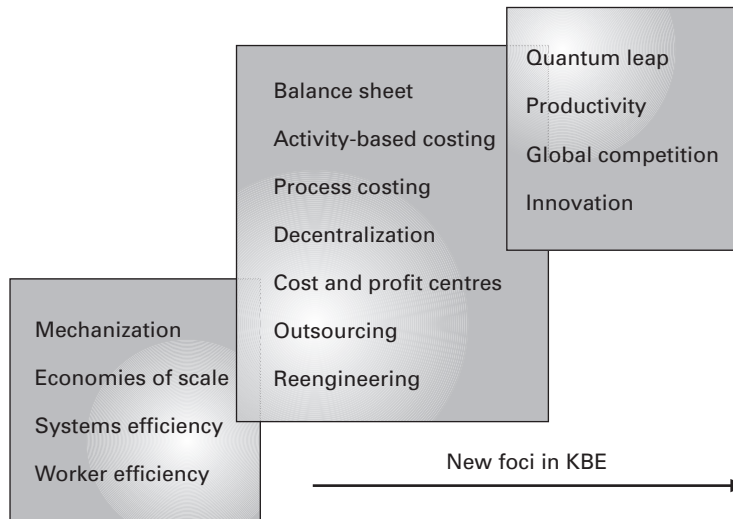 Mechanization
Economies of scale
Systems efficiency
Worker efficiency
Balance sheet
Activity-based costing
Process costing
Decentralization
Cost and profit centres
Outsourcing
Reengineering
Quantum leap
Productivity
Global competition
Innovation
New foci in KBE